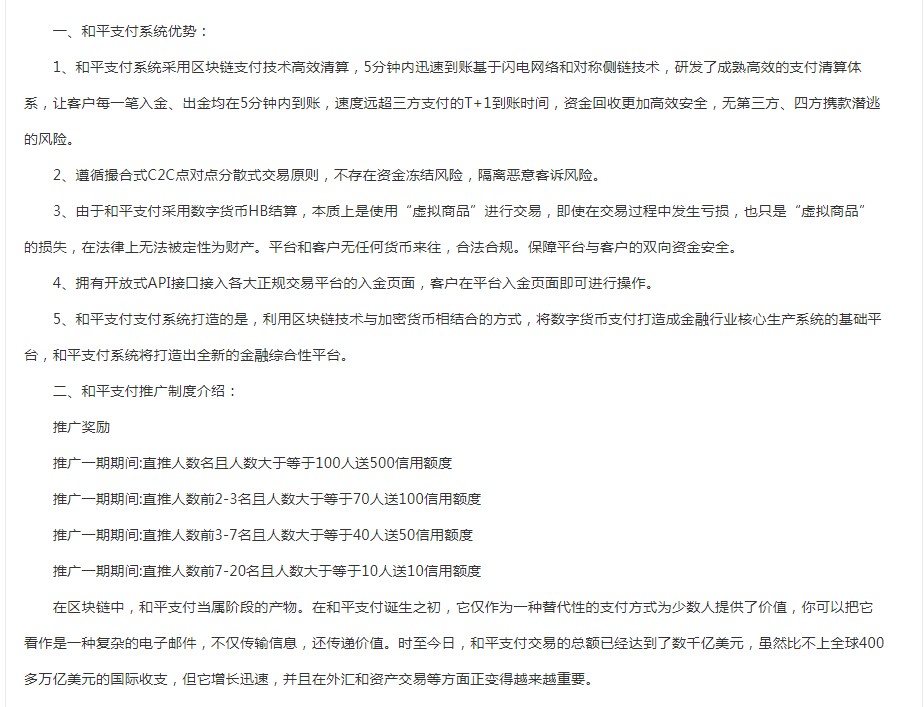 一、和平支付系统优势：
1、和平支付系统采用区块链支付技术高效清算，5分钟内迅速到账基于闪电网络和对称侧链技术，研发了成熟高效的支付清算体
系，让客户每一笔入金、出金均在5分钟内到账，速度远超三方支付的T+1到账时间，资金回收更加高效安全，无第三方、四方携款潜逃
的风险。
2、遵循撮合式C2C点对点分散式交易原则，不存在资金冻结风险，隔离恶意客诉风险。
3、由于和平支付采用数字货币HB结算，本质上是使用“虚拟商品”进行交易，即使在交易过程中发生亏损，也只是“虚拟商品”
的损失，在法律上无法被定性为财产。平台和客户无任何货币来往，合法合规。保障平台与客户的双向资金安全。
4、拥有开放式API接口接入各大正规交易平台的入金页面，客户在平台入金页面即可进行操作。
5、和平支付支付系统打造的是，利用区块链技术与加密货币相结合的方式，将数字货币支付打造成金融行业核心生产系统的基础平
台，和平支付系统将打造出全新的金融综合性平台。
二、和平支付推广制度介绍：
推广奖励
推广一期期间:直推人数名且人数大于等于100人送500信用额度
推广一期期间:直推人数前2-3名且人数大于等于70人送100信用额度
推广一期期间:直推人数前3-7名且人数大于等于40人送50信用额度
推广一期期间:直推人数前7-20名且人数大于等于10人送10信用额度
在区块链中，和平支付当属阶段的产物。在和平支付诞生之初，它仅作为一种替代性的支付方式为少数人提供了价值，你可以把它
看作是一种复杂的电子邮件，不仅传输信息，还传递价值。时至今日，和平支付交易的总额已经达到了数千亿美元，虽然比不上全球400
多万亿美元的国际收支，但它增长迅速，并且在外汇和资产交易等方面正变得越来越重要。